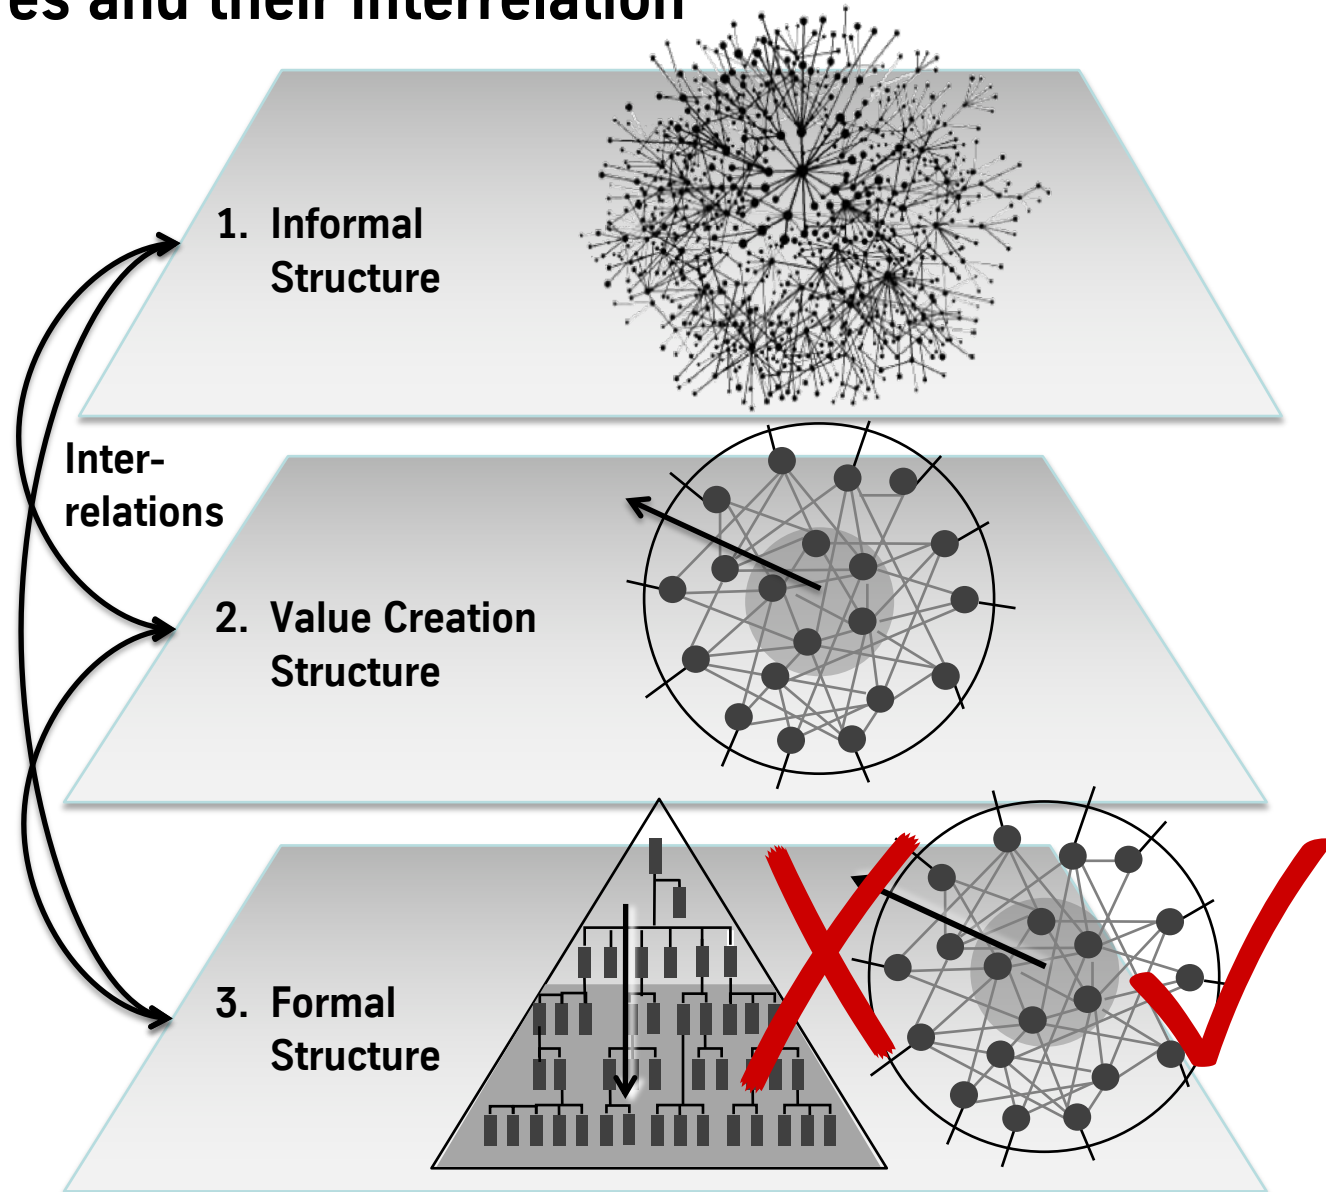 es and their interrelation
1. Informal
Structure
Inter-
relations
2. Value Creation
Structure
3. Formal
Structure